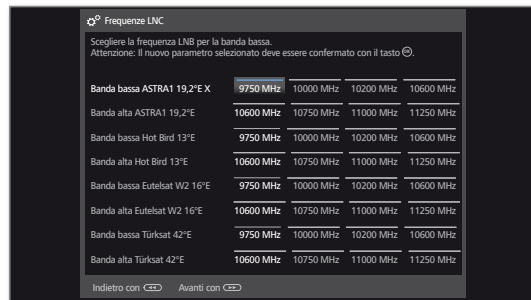 Frequenze LNC
Scegliere la frequenza LNB per la banda bassa.
Attenzione: Il nuovo parametro selezionato deve essere confermato con il tasto OK.
Banda bassa ASTRA1 19,2°E X 9750 MHz 10000 MHz 10200 MHz 10600 MHz
Banda alta ASTRA1 19,2°E 10600 MHz 10750 MHz 11000 MHz 11250 MHz
Banda bassa Hot Bird 13°E 9750 MHz 10000 MHz 10200 MHz 10600 MHz
Banda alta Hot Bird 13°E 10600 MHz 10750 MHz 11000 MHz 11250 MHz
Banda bassa Eutelsat W2 16°E 9750 MHz 10000 MHz 10200 MHz 10600 MHz
Banda alta Eutelsat W2 16°E 10600 MHz 10750 MHz 11000 MHz 11250 MHz
Banda bassa Türksat 42°E 9750 MHz 10000 MHz 10200 MHz 10600 MHz
Banda alta Türksat 42°E 10600 MHz 10750 MHz 11000 MHz 11250 MHz
Indietro con Avanti con